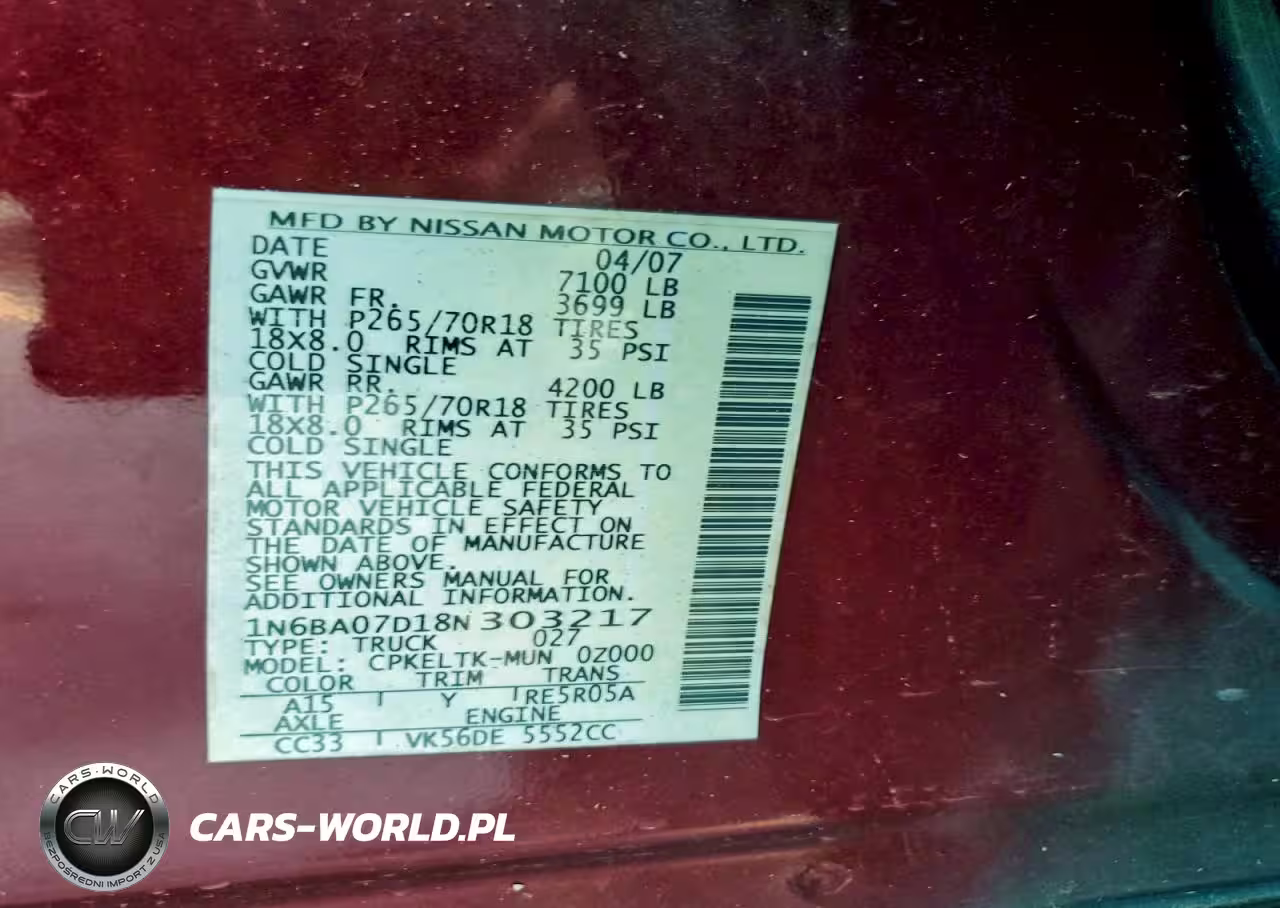 MFD BY NISSAN MOTOR CO., LTD.
DATE 04/07
GVWR 7100 LB
GAWR FR. 3699 LB
WITH P265/70R18 TIRES
18X8.0 RIMS AT 35 PSI
COLD SINGLE
GAWR RR. 4200 LB
WITH P265/70R18 TIRES
18X8.0 RIMS AT 35 PSI
COLD SINGLE
THIS VEHICLE CONFORMS TO
ALL APPLICABLE FEDERAL
MOTOR VEHICLE SAFETY
STANDARDS IN EFFECT ON
THE DATE OF MANUFACTURE
SHOWN ABOVE.
SEE OWNERS MANUAL FOR
ADDITIONAL INFORMATION.
1N6BA07D18N303217
TYPE: TRUCK 027
MODEL: CPKELTK-MUN 0Z000
COLOR TRIM TRANS
A15 Y RE5R05A
AXLE ENGINE
CC33 VK56DE 5552CC
CARS-WORLD
CW
BEZPOŚREDNI IMPORT Z USA
CARS-WORLD.PL